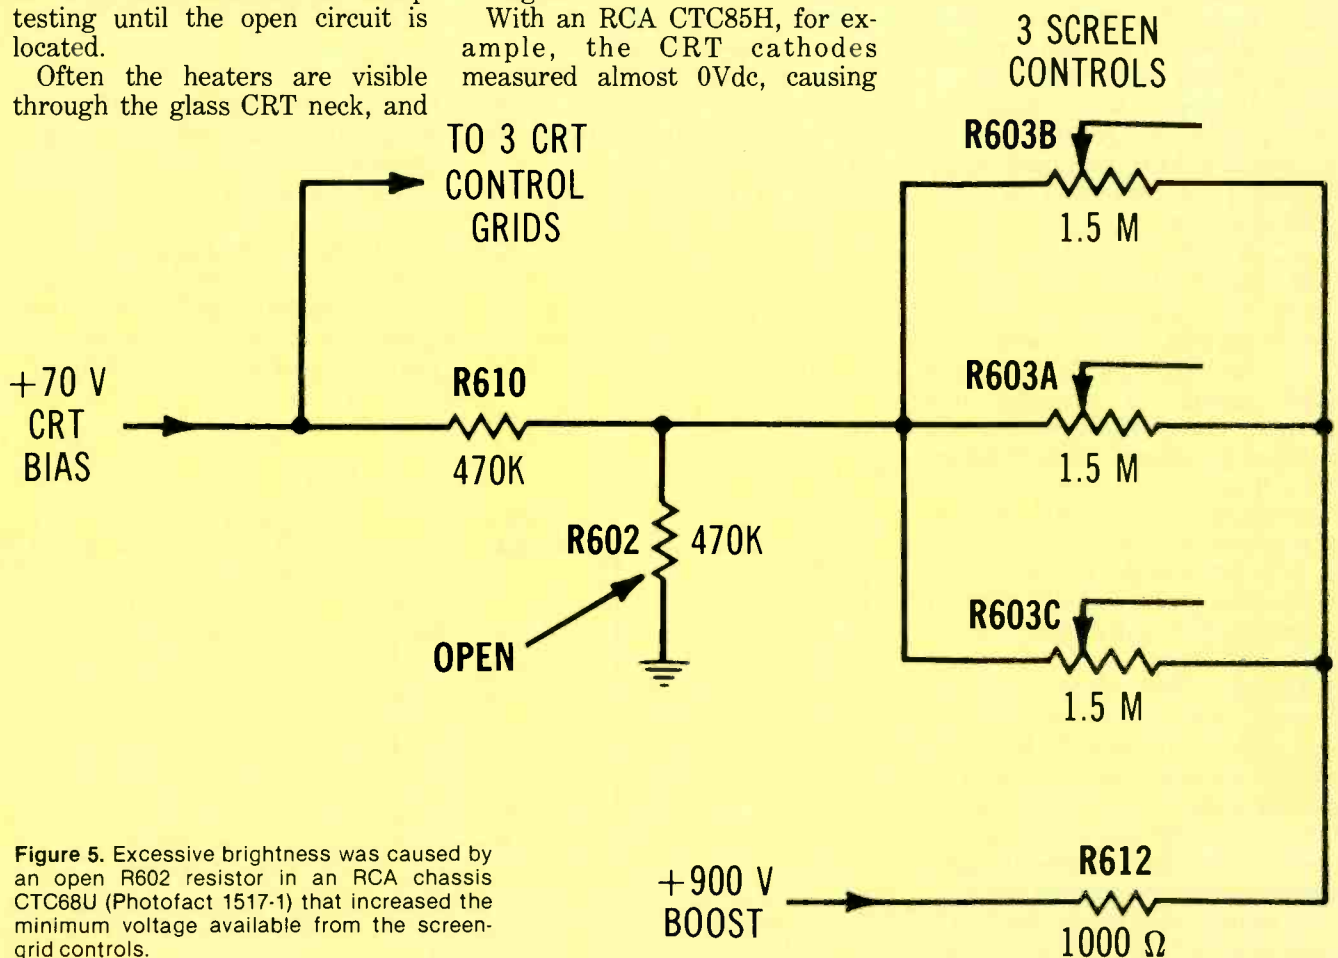 testing until the open circuit is
located.
Often the heaters are visible
through the glass CRT neck, and
With an RCA CTC85H, for ex-
ample, the CRT cathodes
measured almost 0Vdc, causing
3 SCREEN
CONTROLS
TO 3 CRT
CONTROL
GRIDS
R603B
1.5 M
+70 V
CRT
BIAS
R610
470K
R603A
1.5 M
R602
470K
OPEN
R603C
1.5 M
+900 V
BOOST
R612
1000 Ω
Figure 5. Excessive brightness was caused by
an open R602 resistor in an RCA chassis
CTC68U (Photofact 1517-1) that increased the
minimum voltage available from the screen-
grid controls.